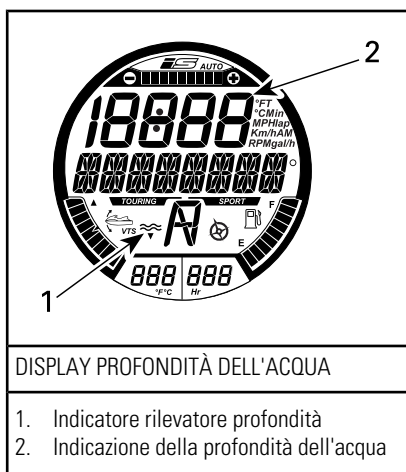 iS AUTO
2
18888
°FT
°CMin
MPHlap
Km/hAM
RPMgal/h
TOURING SPORT
F
VTS
N
E
1
888 888
°F°C Hr
DISPLAY PROFONDITÀ DELL'ACQUA
1. Indicatore rilevatore profondità
2. Indicazione della profondità dell'acqua